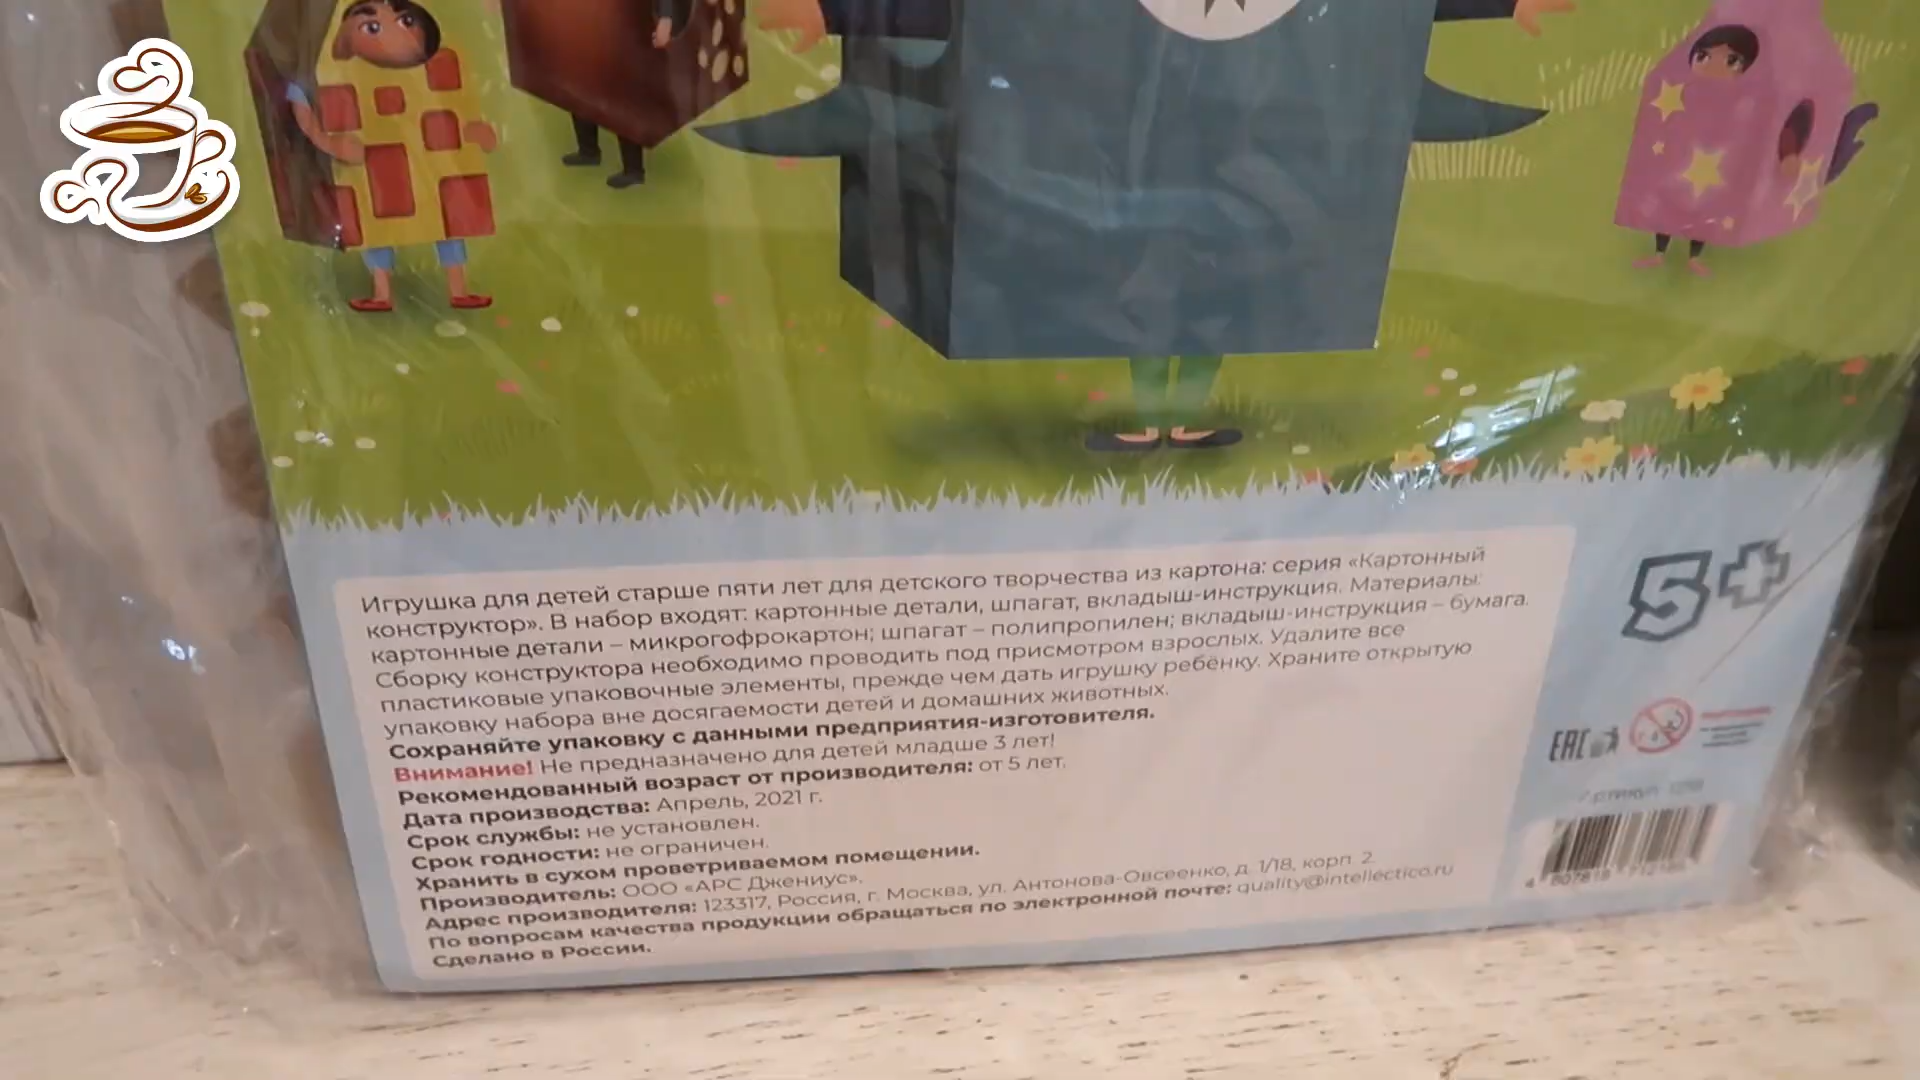 Игрушка для детей старше пяти лет для детского творчества из картона: серия «Картонный
конструктор». В набор входят: картонные детали, шпагат, вкладыш-инструкция. Материалы:
картонные детали – микрогофрокартон; шпагат – полипропилен; вкладыш-инструкция – бумага.
Сборку конструктора необходимо проводить под присмотром взрослых. Удалите все
пластиковые упаковочные элементы, прежде чем дать игрушку ребёнку. Храните открытую
упаковку набора вне досягаемости детей и домашних животных.
Сохраняйте упаковку с данными предприятия-изготовителя.
Внимание! Не предназначено для детей младше 3 лет!
Рекомендованный возраст от производителя: от 5 лет.
Дата производства: Апрель, 2021 г.
Срок службы: не установлен.
Срок годности: не ограничен.
Хранить в сухом проветриваемом помещении.
Производитель: ООО «АРС Джениус».
Адрес производителя: 123317, Россия, г. Москва, ул. Антонова-Овсеенко, д. 1/18, корп. 2.
По вопросам качества продукции обращаться по электронной почте: quality@intellectico.ru
Сделано в России.
5+
EAC